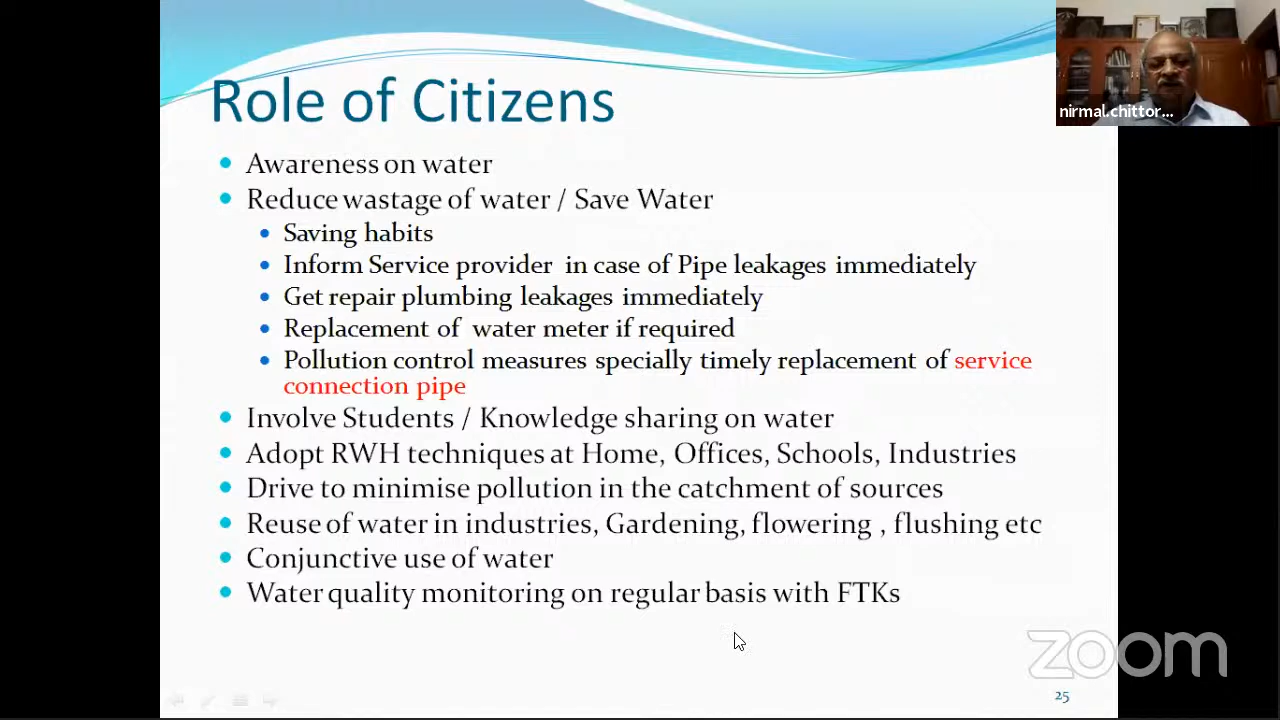 Role of Citizens
nirmal.chittor...
Awareness on water
Reduce wastage of water / Save Water
Saving habits
Inform Service provider in case of Pipe leakages immediately
Get repair plumbing leakages immediately
Replacement of water meter if required
Pollution control measures specially timely replacement of service
connection pipe
Involve Students / Knowledge sharing on water
Adopt RWH techniques at Home, Offices, Schools, Industries
Drive to minimise pollution in the catchment of sources
Reuse of water in industries, Gardening, flowering , flushing etc
Conjunctive use of water
Water quality monitoring on regular basis with FTKs
zoom
25